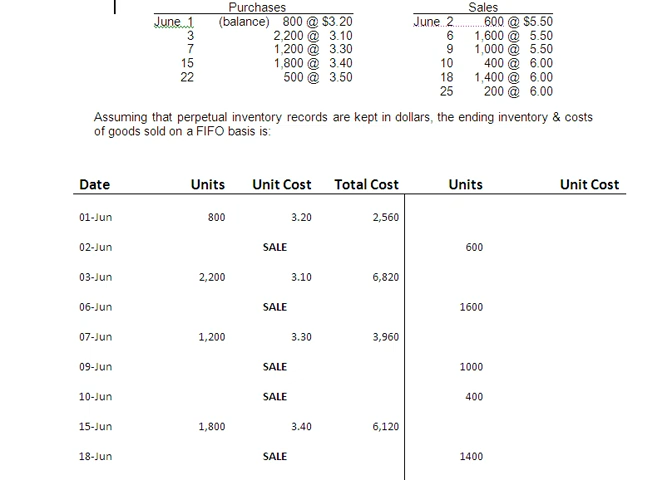 Purchases Sales
June 1 (balance) 800 @ $3.20 June 2 600 @ $5.50
3 2,200 @ 3.10 6 1,600 @ 5.50
7 1,200 @ 3.30 9 1,000 @ 5.50
15 1,800 @ 3.40 10 400 @ 6.00
22 500 @ 3.50 18 1,400 @ 6.00
25 200 @ 6.00
Assuming that perpetual inventory records are kept in dollars, the ending inventory & costs
of goods sold on a FIFO basis is:
Date Units Unit Cost Total Cost Units Unit Cost
01-Jun 800 3.20 2,560
02-Jun SALE 600
03-Jun 2,200 3.10 6,820
06-Jun SALE 1600
07-Jun 1,200 3.30 3,960
09-Jun SALE 1000
10-Jun SALE 400
15-Jun 1,800 3.40 6,120
18-Jun SALE 1400